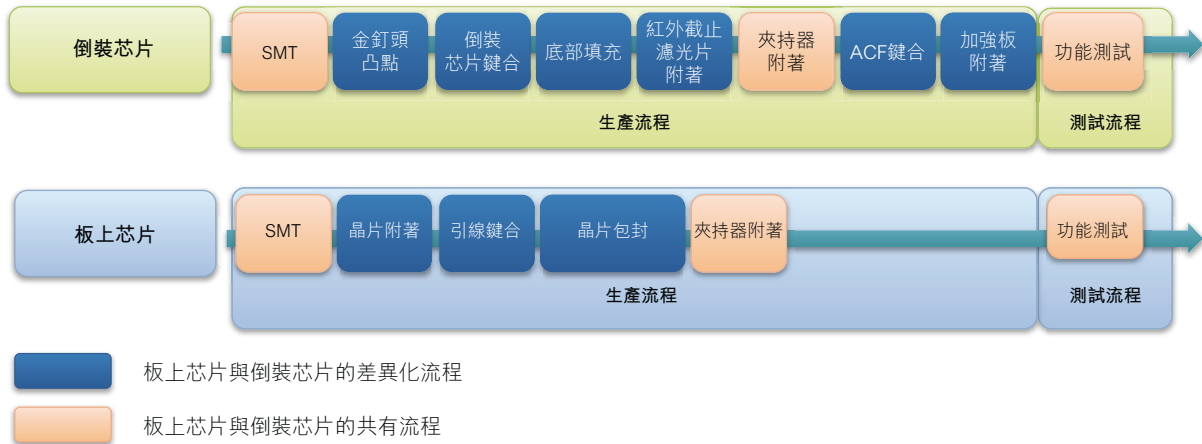 倒裝芯片
SMT
金釘頭
凸點
倒裝
芯片鍵合
底部填充
紅外截止
濾光片
附著
夾持器
附著
ACF鍵合
加強板
附著
功能測試
生產流程
測試流程
板上芯片
SMT
晶片附著
引線鍵合
晶片包封
夾持器附著
功能測試
生產流程
測試流程
板上芯片與倒裝芯片的差異化流程
板上芯片與倒裝芯片的共有流程